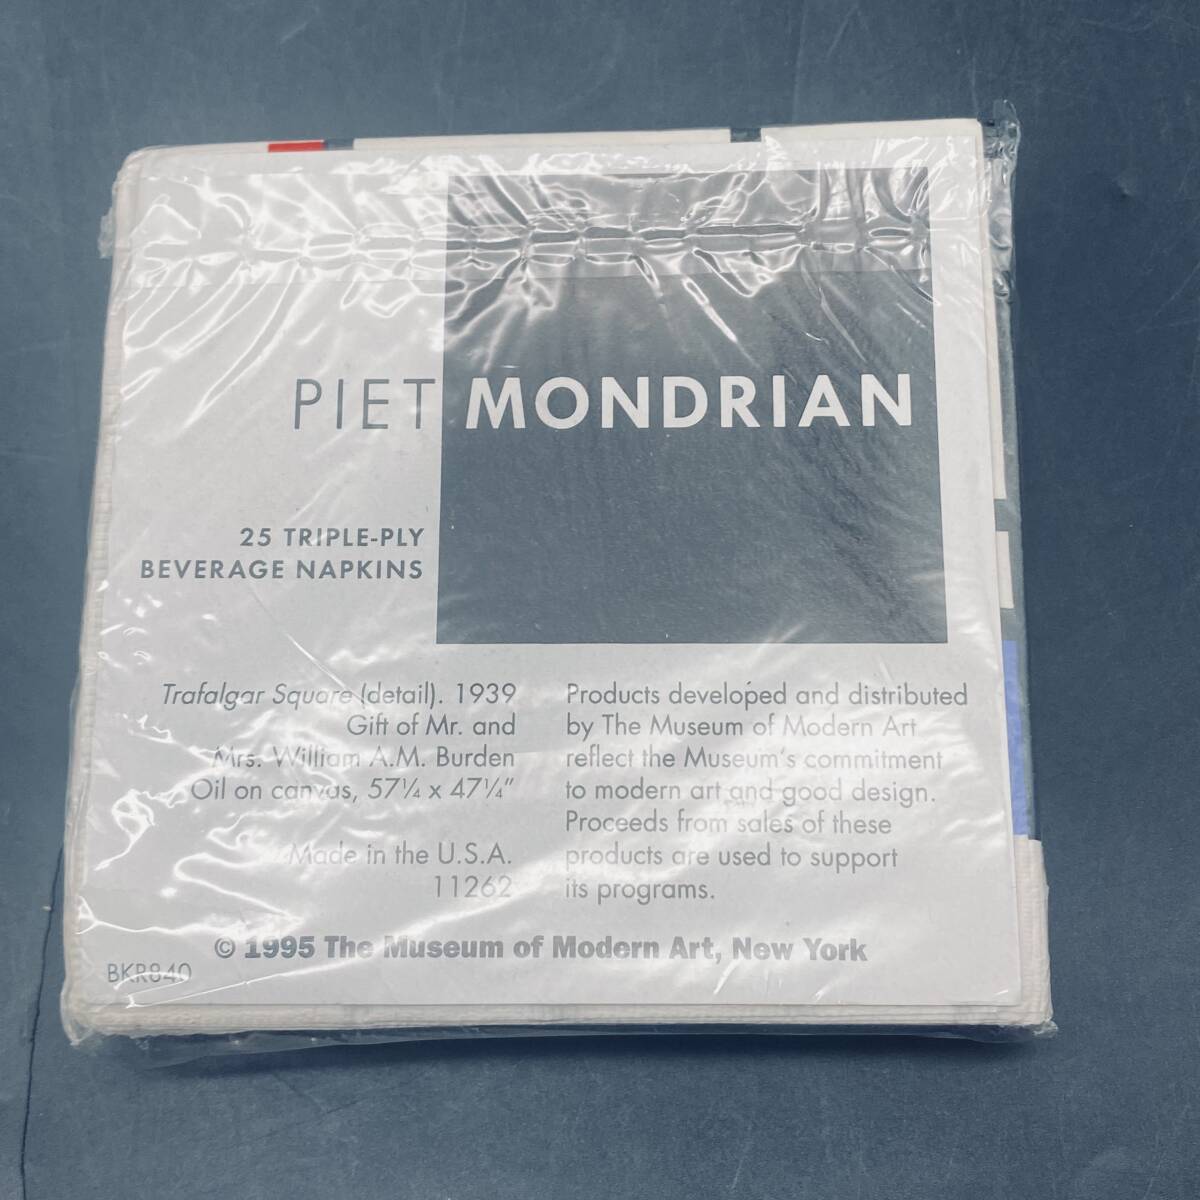 PIET MONDRIAN
25 TRIPLE-PLY
BEVERAGE NAPKINS
Trafalgar Square (detail). 1939
Gift of Mr. and
Mrs. William A.M. Burden
Oil on canvas, 57¼ x 47¼"
Made in the U.S.A.
11262
Products developed and distributed
by The Museum of Modern Art
reflect the Museum's commitment
to modern art and good design.
Proceeds from sales of these
products are used to support
its programs.
© 1995 The Museum of Modern Art, New York
BKR840